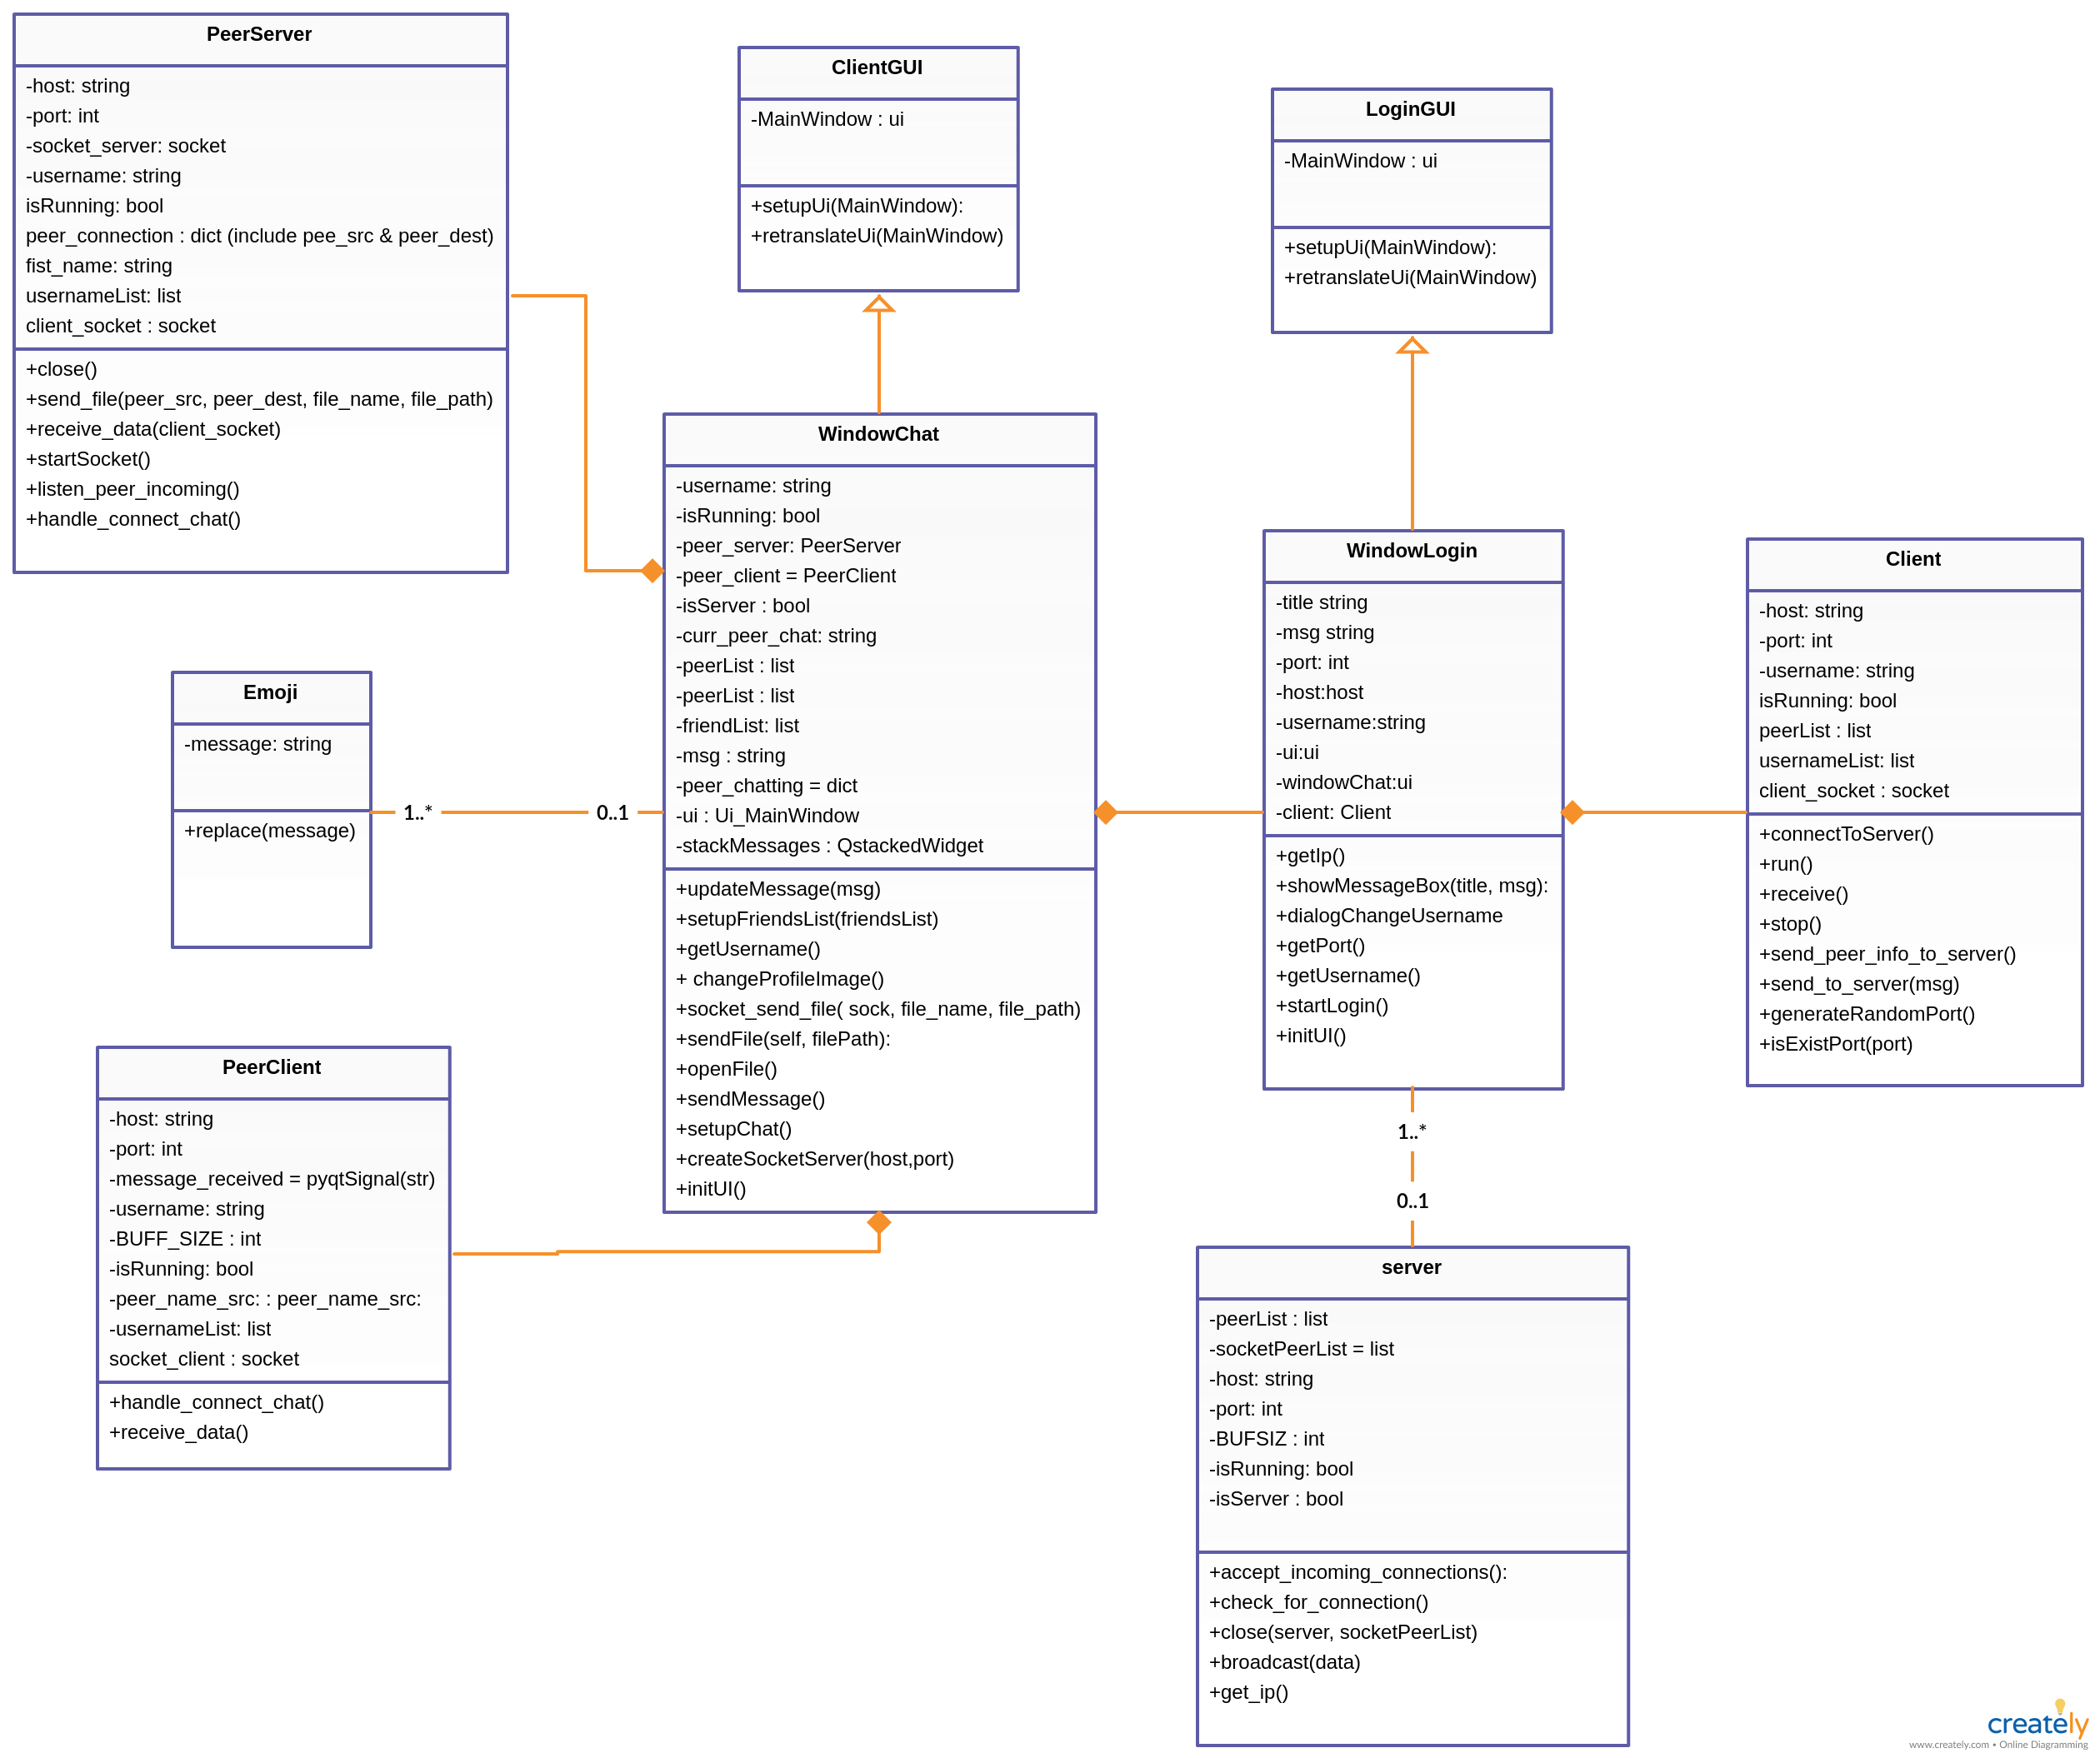 PeerServer
-host: string
-port: int
-socket_server: socket
-username: string
isRunning: bool
peer_connection : dict (include pee_src & peer_dest)
fist_name: string
usernameList: list
client_socket : socket
+close()
+send_file(peer_src, peer_dest, file_name, file_path)
+receive_data(client_socket)
+startSocket()
+listen_peer_incoming()
+handle_connect_chat()
ClientGUI
-MainWindow : ui
+setupUi(MainWindow):
+retranslateUi(MainWindow)
LoginGUI
-MainWindow : ui
+setupUi(MainWindow):
+retranslateUi(MainWindow)
WindowChat
-username: string
-isRunning: bool
-peer_server: PeerServer
-peer_client = PeerClient
-isServer : bool
-curr_peer_chat: string
-peerList : list
-peerList : list
-friendList: list
-msg : string
-peer_chatting = dict
-ui : Ui_MainWindow
-stackMessages : QstackedWidget
+updateMessage(msg)
+setupFriendsList(friendsList)
+getUsername()
+ changeProfileImage()
+socket_send_file( sock, file_name, file_path)
+sendFile(self, filePath):
+openFile()
+sendMessage()
+setupChat()
+createSocketServer(host,port)
+initUI()
WindowLogin
-title string
-msg string
-port: int
-host:host
-username:string
-ui:ui
-windowChat:ui
-client: Client
+getIp()
+showMessageBox(title, msg):
+dialogChangeUsername
+getPort()
+getUsername()
+startLogin()
+initUI()
Client
-host: string
-port: int
-username: string
isRunning: bool
peerList : list
usernameList: list
client_socket : socket
+connectToServer()
+run()
+receive()
+stop()
+send_peer_info_to_server()
+send_to_server(msg)
+generateRandomPort()
+isExistPort(port)
Emoji
-message: string
+replace(message)
1..*
0..1
PeerClient
-host: string
-port: int
-message_received = pyqtSignal(str)
-username: string
-BUFF_SIZE : int
-isRunning: bool
-peer_name_src: : peer_name_src:
-usernameList: list
socket_client : socket
+handle_connect_chat()
+receive_data()
1..*
0..1
server
-peerList : list
-socketPeerList = list
-host: string
-port: int
-BUFSIZ : int
-isRunning: bool
-isServer : bool
+accept_incoming_connections():
+check_for_connection()
+close(server, socketPeerList)
+broadcast(data)
+get_ip()
creately
www.creately.com • Online Diagramming